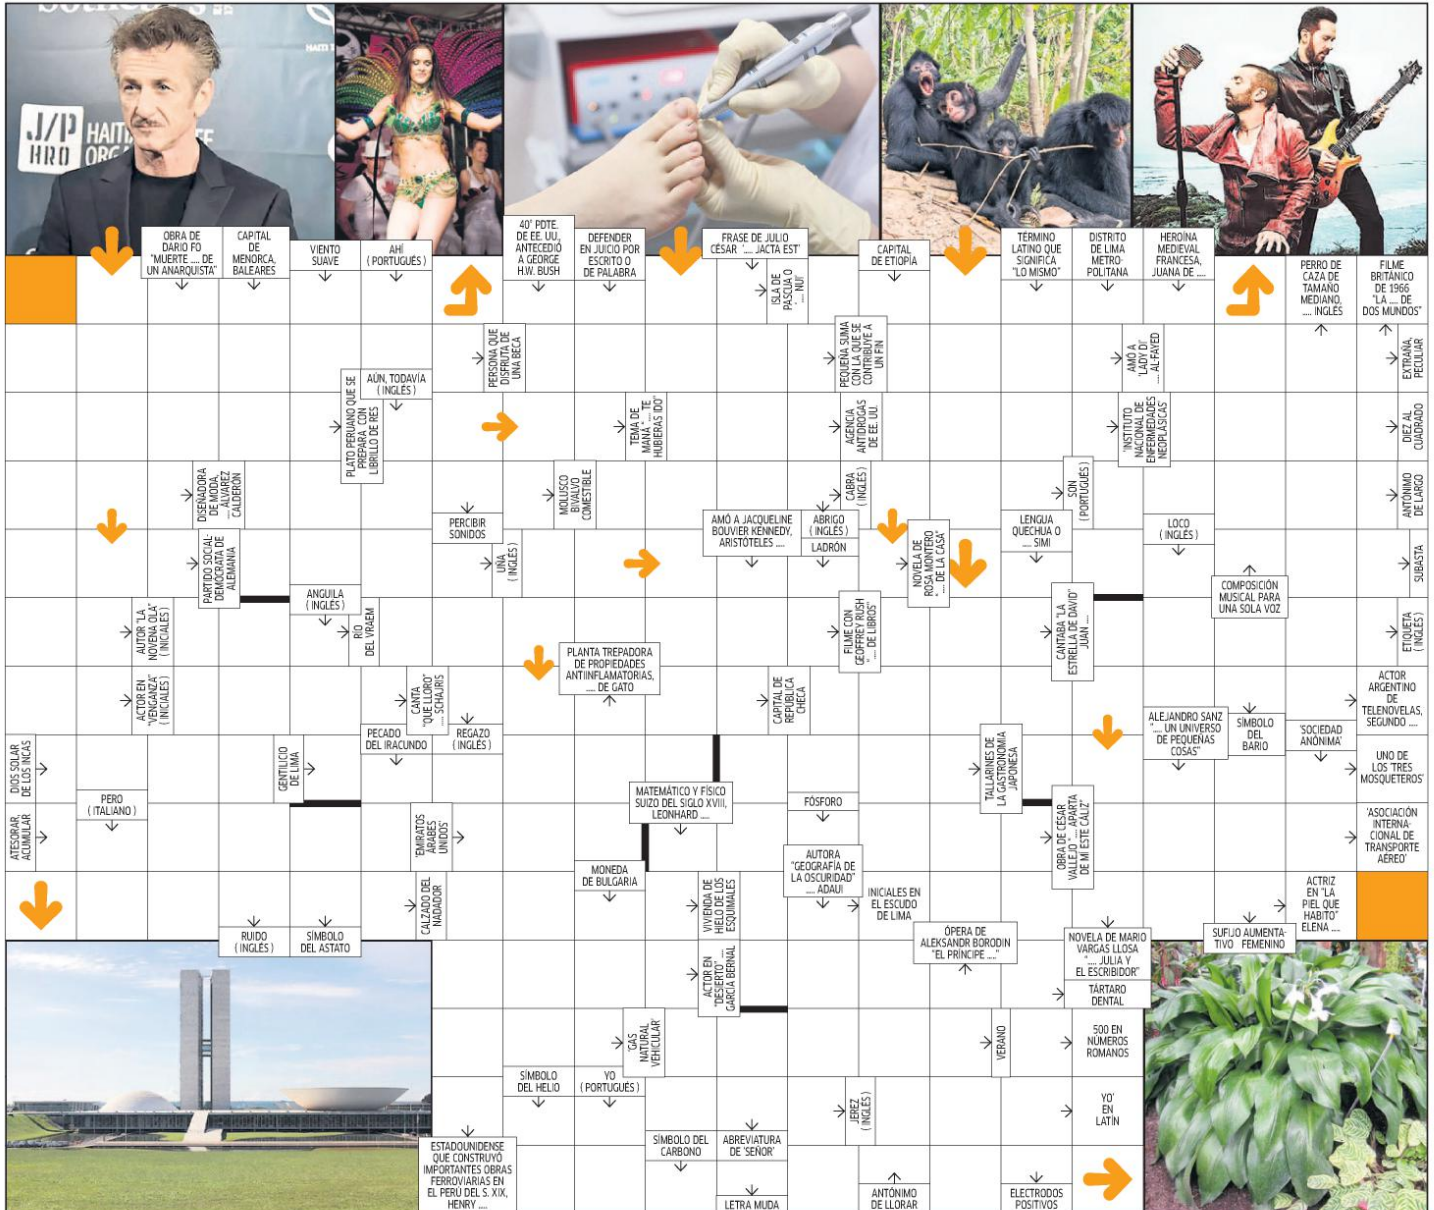 J/P
HRO
HAITI
ORG
OBRA DE
DARIO FO
"MUERTE .... DE
UN ANARQUISTA"
CAPITAL
DE
MENORCA,
BALEARES
VIENTO
SUAVE
AHÍ
(PORTUGUÉS)
40° PDTE.
DE EE. UU.,
ANTECEDIÓ
A GEORGE
H.W. BUSH
DEFENDER
EN JUICIO POR
ESCRITO O
DE PALABRA
FRASE DE JULIO
CÉSAR '.... JACTA EST'
ISLA DE
PASCUA O
'.... NUI'
CAPITAL
DE ETIOPÍA
TÉRMINO
LATINO QUE
SIGNIFICA
"LO MISMO"
DISTRITO
DE LIMA
METRO-
POLITANA
HEROÍNA
MEDIEVAL
FRANCESA,
JUANA DE ....
PERRO DE
CAZA DE
TAMAÑO
MEDIANO,
.... INGLÉS
FILME
BRITÁNICO
DE 1966
"LA .... DE
DOS MUNDOS"
PERSONA QUE
DISFRUTA DE
UNA BECA
PEQUEÑA SUMA
CON LA QUE SE
CONTRIBUYE A
UN FIN
AMÓ A
'LADY DI'
.... AL-FAYED
EXTRAÑA,
PECULIAR
PLATO PERUANO QUE SE
PREPARA CON
LIBRILLO DE RES
AÚN, TODAVÍA
(INGLÉS)
TEMA DE
MANÁ ".... TE
HUBIERAS IDO"
AGENCIA
ANTIDROGAS
DE EE. UU.
'INSTITUTO
NACIONAL DE
ENFERMEDADES
NEOPLÁSICAS'
DIEZ AL
CUADRADO
DISEÑADORA
DE MODA,
.... ÁLVAREZ
CALDERÓN
MOLUSCO
BIVALVO
COMESTIBLE
CABRA
(INGLÉS)
SON
(PORTUGUÉS)
ANTÓNIMO
DE LARGO
PERCIBIR
SONIDOS
AMÓ A JACQUELINE
BOUVIER KENNEDY,
ARISTÓTELES ....
ABRIGO
(INGLÉS)
LADRÓN
LENGUA
QUECHUA O
.... SIMI
LOCO
(INGLÉS)
PARTIDO SOCIAL-
DEMÓCRATA DE
ALEMANIA
UÑA
(INGLÉS)
NOVELA DE
ROSA MONTERO
".... DE LA CASA"
SUBASTA
ANGUILA
(INGLÉS)
COMPOSICIÓN
MUSICAL PARA
UNA SOLA VOZ
AUTOR "LA
NOVENA OLA"
(INICIALES)
RÍO
DEL VRAEM
FILME CON
GEOFFREY RUSH
".... DE LIBROS"
CANTABA "LA
ESTRELLA DE DAVID"
JUAN ....
ETIQUETA
(INGLÉS)
PLANTA TREPADORA
DE PROPIEDADES
ANTIINFLAMATORIAS,
.... DE GATO
ACTOR EN
"VENGANZA"
(INICIALES)
CANTA
"QUE LLORO"
.... SCHAJRIS
CAPITAL DE
REPÚBLICA
CHECA
ACTOR
ARGENTINO
DE
TELENOVELAS,
SEGUNDO ....
PECADO
DEL IRACUNDO
REGAZO
(INGLÉS)
ALEJANDRO SANZ
".... UN UNIVERSO
DE PEQUEÑAS
COSAS"
SÍMBOLO
DEL
BARIO
'SOCIEDAD
ANÓNIMA'
DIOS SOLAR
DE LOS INCAS
GENTILICIO
DE LIMA
TALLARINES DE
LA GASTRONOMÍA
JAPONESA
UNO DE
LOS 'TRES
MOSQUETEROS'
PERO
(ITALIANO)
MATEMÁTICO Y FÍSICO
SUIZO DEL SIGLO XVIII,
LEONHARD ....
FÓSFORO
ATESORAR,
ACUMULAR
'EMIRATOS
ÁRABES
UNIDOS'
OBRA DE CÉSAR
VALLEJO ".... APARTA
DE MÍ ESTE CÁLIZ"
'ASOCIACIÓN
INTERNA-
CIONAL DE
TRANSPORTE
AÉREO'
MONEDA
DE BULGARIA
AUTORA
"GEOGRAFÍA DE
LA OSCURIDAD"
.... ADAUI
CALZADO DEL
NADADOR
VIVIENDA DE
HIELO DE LOS
ESQUIMALES
INICIALES EN
EL ESCUDO
DE LIMA
ACTRIZ
EN "LA
PIEL QUE
HABITO"
ELENA ....
RUIDO
(INGLÉS)
SÍMBOLO
DEL ASTATO
ÓPERA DE
ALEKSANDR BORODIN
"EL PRÍNCIPE ...."
NOVELA DE MARIO
VARGAS LLOSA
".... JULIA Y
EL ESCRIBIDOR"
SUFIJO AUMENTA-
TIVO FEMENINO
ACTOR EN
"DESIERTO" ....
GARCÍA BERNAL
TÁRTARO
DENTAL
'GAS
NATURAL
VEHICULAR'
VERANO
500 EN
NÚMEROS
ROMANOS
SÍMBOLO
DEL HELIO
YO
(PORTUGUÉS)
JEREZ
(INGLÉS)
YO'
EN
LATÍN
ESTADOUNIDENSE
QUE CONSTRUYÓ
IMPORTANTES OBRAS
FERROVIARIAS EN
EL PERÚ DEL S. XIX,
HENRY ....
SÍMBOLO DEL
CARBONO
ABREVIATURA
DE 'SEÑOR'
LETRA MUDA
ANTÓNIMO
DE LLORAR
ELECTRODOS
POSITIVOS